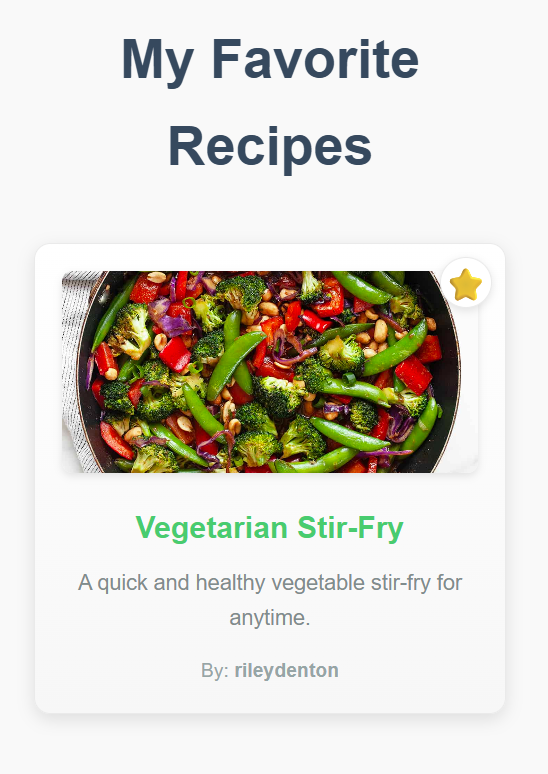 My Favorite
Recipes
Vegetarian Stir-Fry
A quick and healthy vegetable stir-fry for
anytime.
By: rileydenton